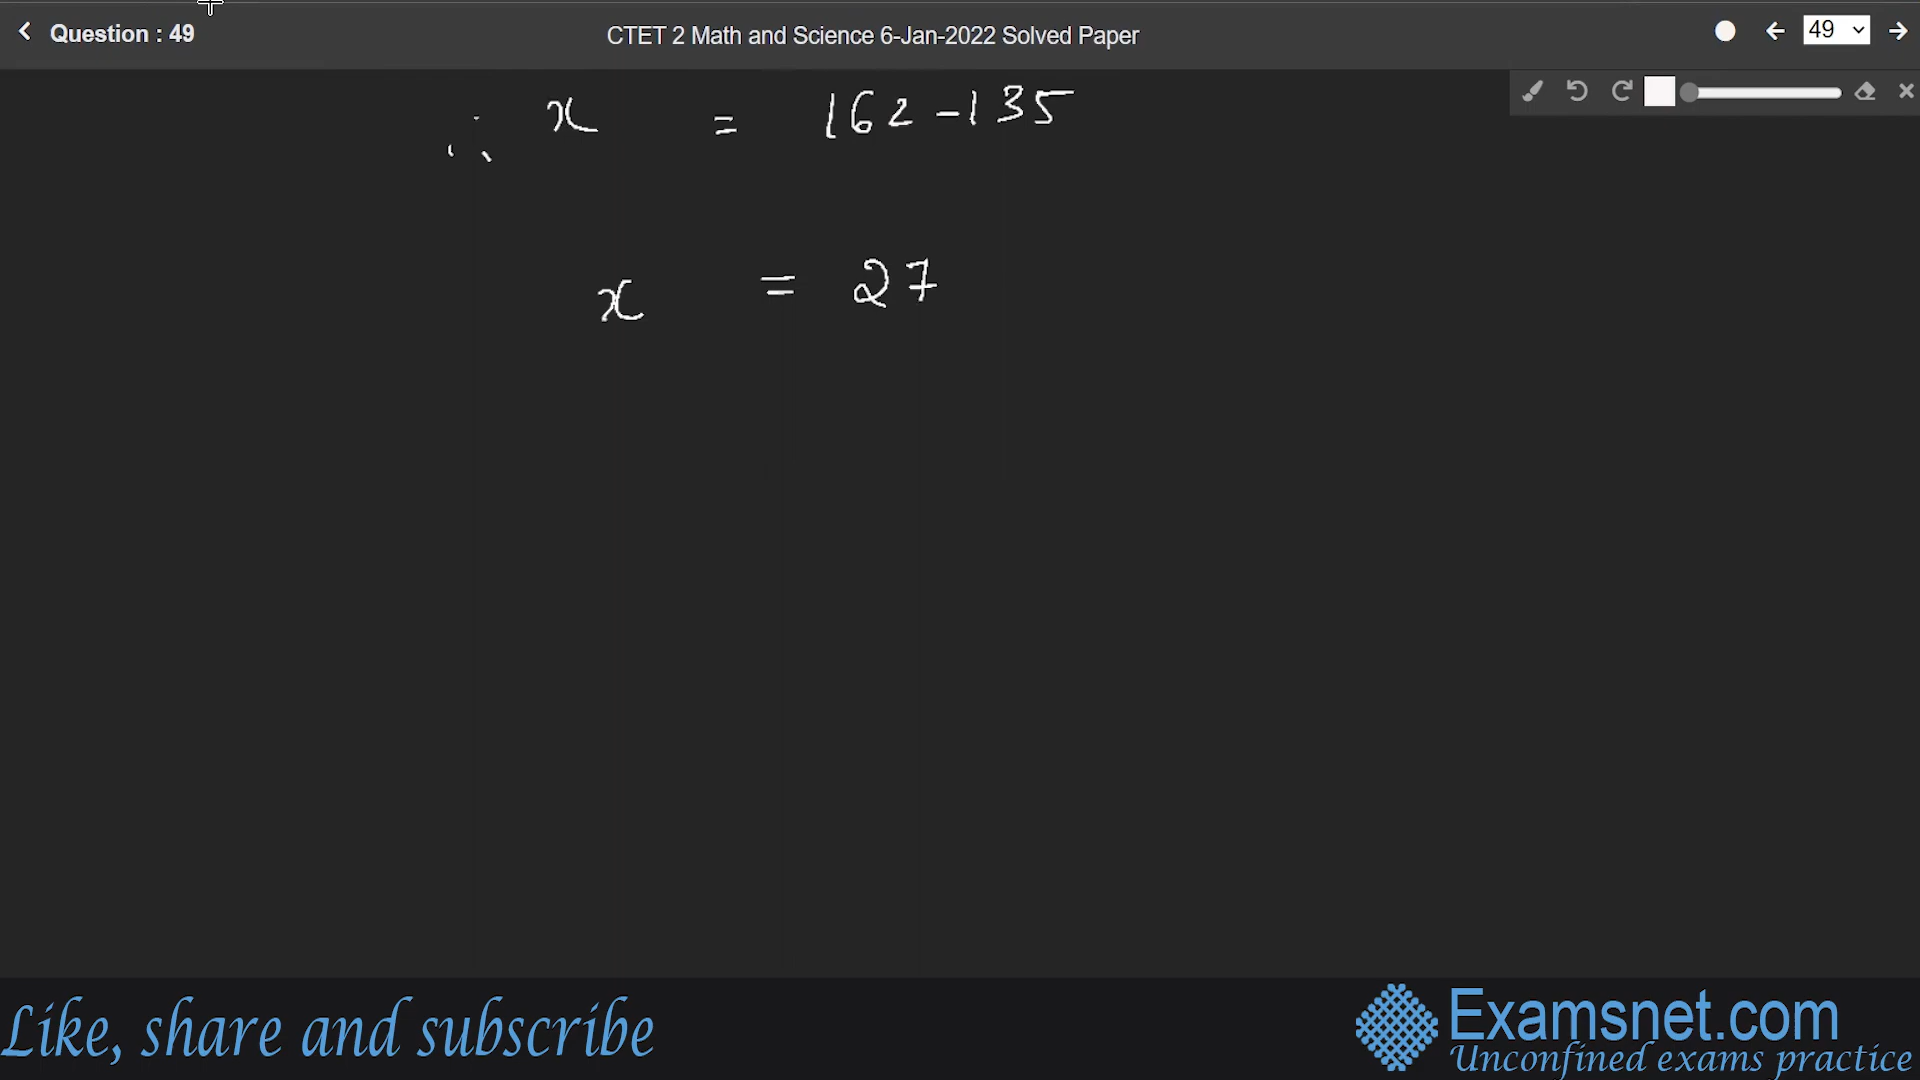 Question : 49
CTET 2 Math and Science 6-Jan-2022 Solved Paper
49
∴ x = 162-135
x = 27
Like, share and subscribe
Examsnet.com
Unconfined exams practice